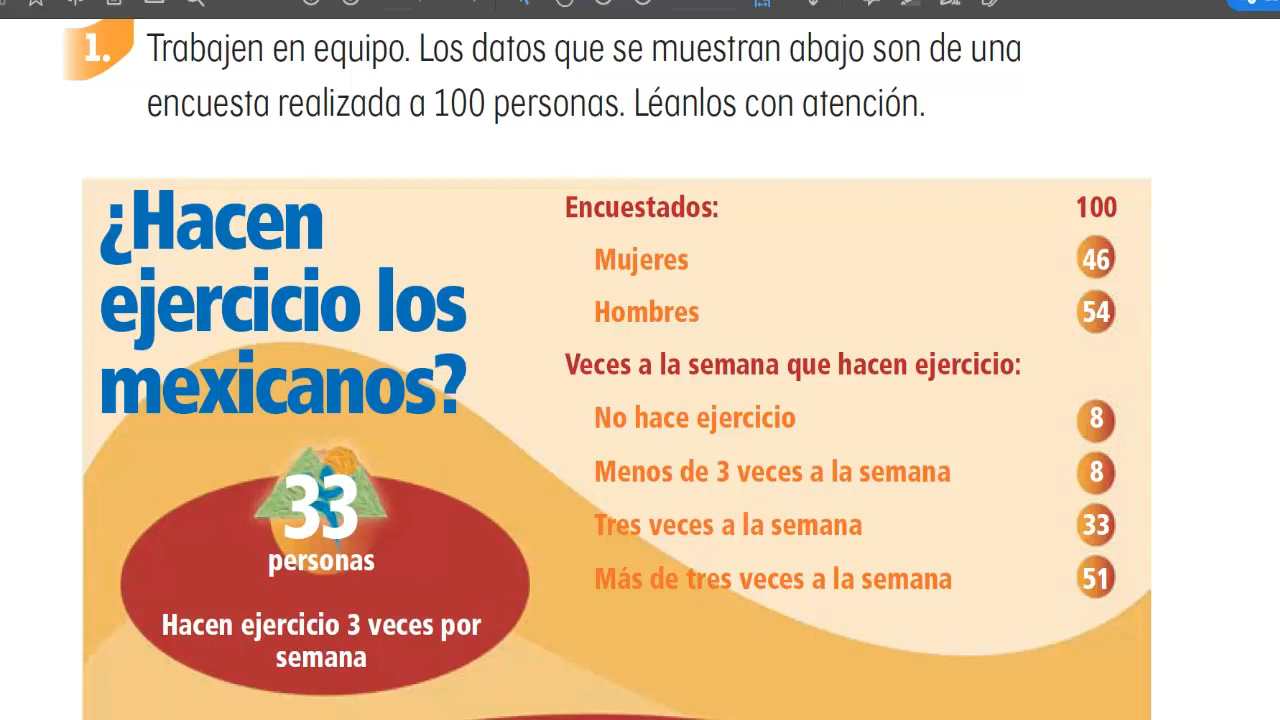 1. Trabajen en equipo. Los datos que se muestran abajo son de una
encuesta realizada a 100 personas. Léanlos con atención.
¿Hacen
ejercicio los
mexicanos?
33
personas
Hacen ejercicio 3 veces por
semana
Encuestados: 100
Mujeres 46
Hombres 54
Veces a la semana que hacen ejercicio:
No hace ejercicio 8
Menos de 3 veces a la semana 8
Tres veces a la semana 33
Más de tres veces a la semana 51